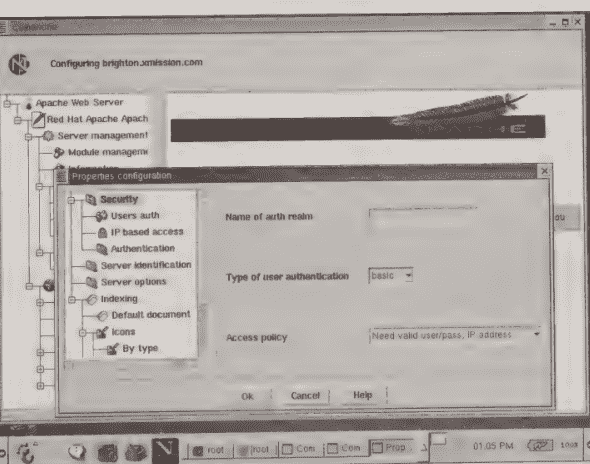 Comanche
Configuring brighton.xmission.com
Apache Web Server
Red Hat Apache Apach
Server management
Module manageme
Properties configuration
Security
Users auth
IP based access
Authentication
Server identification
Server options
Indexing
Default document
Icons
By type
Name of auth realm
Type of user authentication
basic
Access policy
Need valid user/pass, IP address
Ok
Cancel
Help
root
root
Com
Com
Prop
01:05 PM